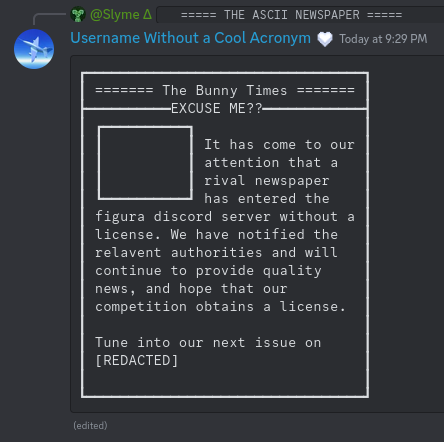 @Slyme Δ ===== THE ASCII NEWSPAPER =====
Username Without a Cool Acronym Today at 9:29 PM
======= The Bunny Times =======
EXCUSE ME??
It has come to our
attention that a
rival newspaper
has entered the
figura discord server without a
license. We have notified the
relavent authorities and will
continue to provide quality
news, and hope that our
competition obtains a license.
Tune into our next issue on
[REDACTED]
(edited)